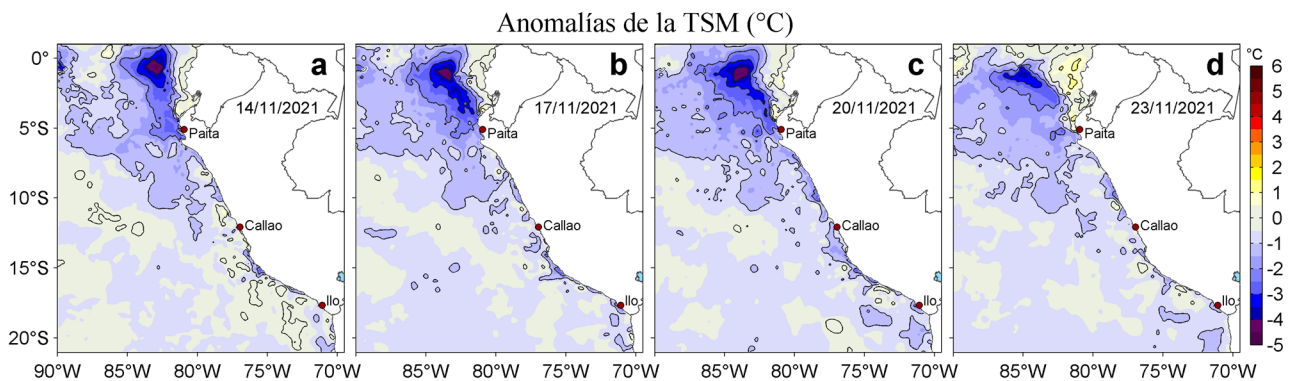 Anomalías de la TSM (°C)
0°
5°S
10°S
15°S
20°S
a
14/11/2021
Paita
Callao
Ilo
90°W
85°W
80°W
75°W
70°W
b
17/11/2021
Paita
Callao
Ilo
85°W
80°W
75°W
70°W
c
20/11/2021
Paita
Callao
Ilo
85°W
80°W
75°W
70°W
d
23/11/2021
Paita
Callao
Ilo
85°W
80°W
75°W
70°W
°C
6
5
4
3
2
1
0
-1
-2
-3
-4
-5